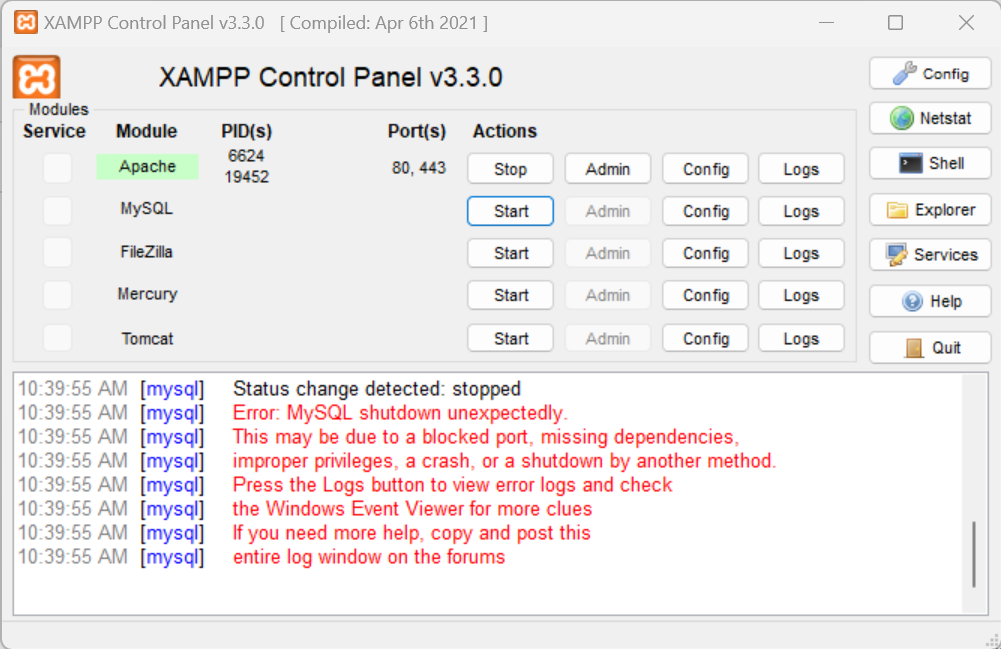 XAMPP Control Panel v3.3.0 [ Compiled: Apr 6th 2021 ]
XAMPP Control Panel v3.3.0
Config
Modules
Service Module PID(s) Port(s) Actions
Netstat
Apache 6624 19452 80, 443 Stop Admin Config Logs
Shell
MySQL Start Admin Config Logs
Explorer
FileZilla Start Admin Config Logs
Services
Mercury Start Admin Config Logs
Help
Tomcat Start Admin Config Logs
Quit
10:39:55 AM [mysql] Status change detected: stopped
10:39:55 AM [mysql] Error: MySQL shutdown unexpectedly.
10:39:55 AM [mysql] This may be due to a blocked port, missing dependencies,
10:39:55 AM [mysql] improper privileges, a crash, or a shutdown by another method.
10:39:55 AM [mysql] Press the Logs button to view error logs and check
10:39:55 AM [mysql] the Windows Event Viewer for more clues
10:39:55 AM [mysql] If you need more help, copy and post this
10:39:55 AM [mysql] entire log window on the forums